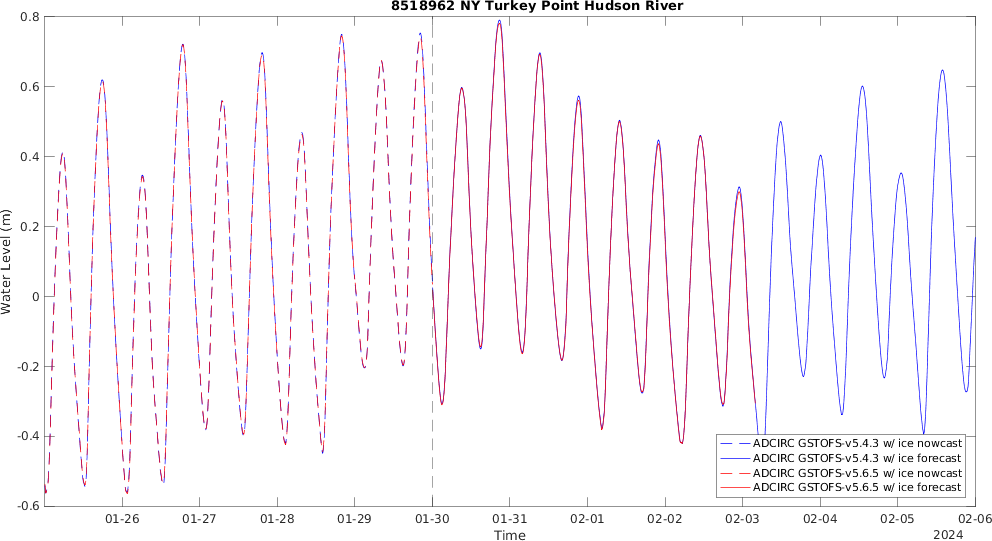 8518962 NY Turkey Point Hudson River
0.8
0.6
0.4
0.2
0
-0.2
-0.4
-0.6
Water Level (m)
01-26 01-27 01-28 01-29 01-30 01-31 02-01 02-02 02-03 02-04 02-05 02-06
Time
2024
ADCIRC GSTOFS-v5.4.3 w/ ice nowcast
ADCIRC GSTOFS-v5.4.3 w/ ice forecast
ADCIRC GSTOFS-v5.6.5 w/ ice nowcast
ADCIRC GSTOFS-v5.6.5 w/ ice forecast